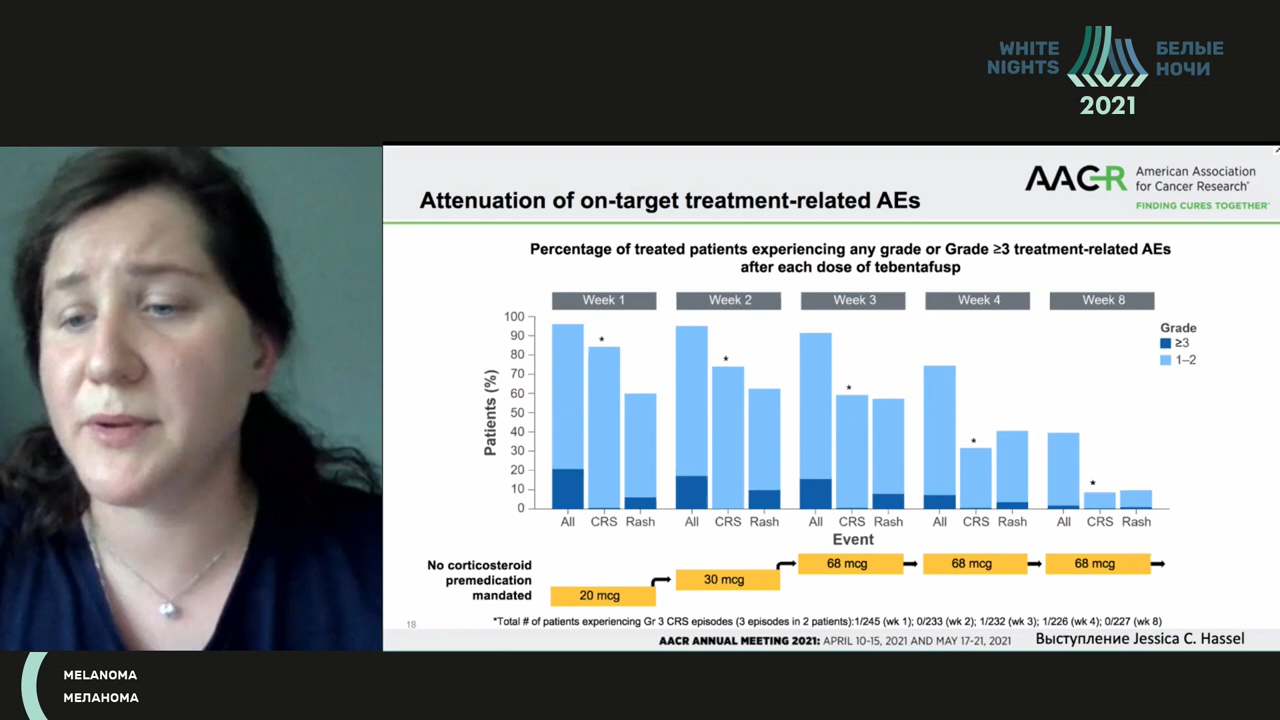 WHITE
NIGHTS
БЕЛЫЕ
НОЧИ
2021
AACR
American Association
for Cancer Research®
FINDING CURES TOGETHER®
Attenuation of on-target treatment-related AEs
Percentage of treated patients experiencing any grade or Grade ≥3 treatment-related AEs
after each dose of tebentafusp
Week 1 Week 2 Week 3 Week 4 Week 8
100
90
80
70
60
50
40
30
20
10
0
Patients (%)
* * * * *
Grade
≥3
1–2
All CRS Rash All CRS Rash All CRS Rash All CRS Rash All CRS Rash
Event
No corticosteroid
premedication
mandated
20 mcg
30 mcg
68 mcg
68 mcg
68 mcg
*Total # of patients experiencing Gr 3 CRS episodes (3 episodes in 2 patients):1/245 (wk 1); 0/233 (wk 2); 1/232 (wk 3); 1/226 (wk 4); 0/227 (wk 8)
18
AACR ANNUAL MEETING 2021: APRIL 10-15, 2021 AND MAY 17-21, 2021
Выступление Jessica C. Hassel
MELANOMA
МЕЛАНОМА